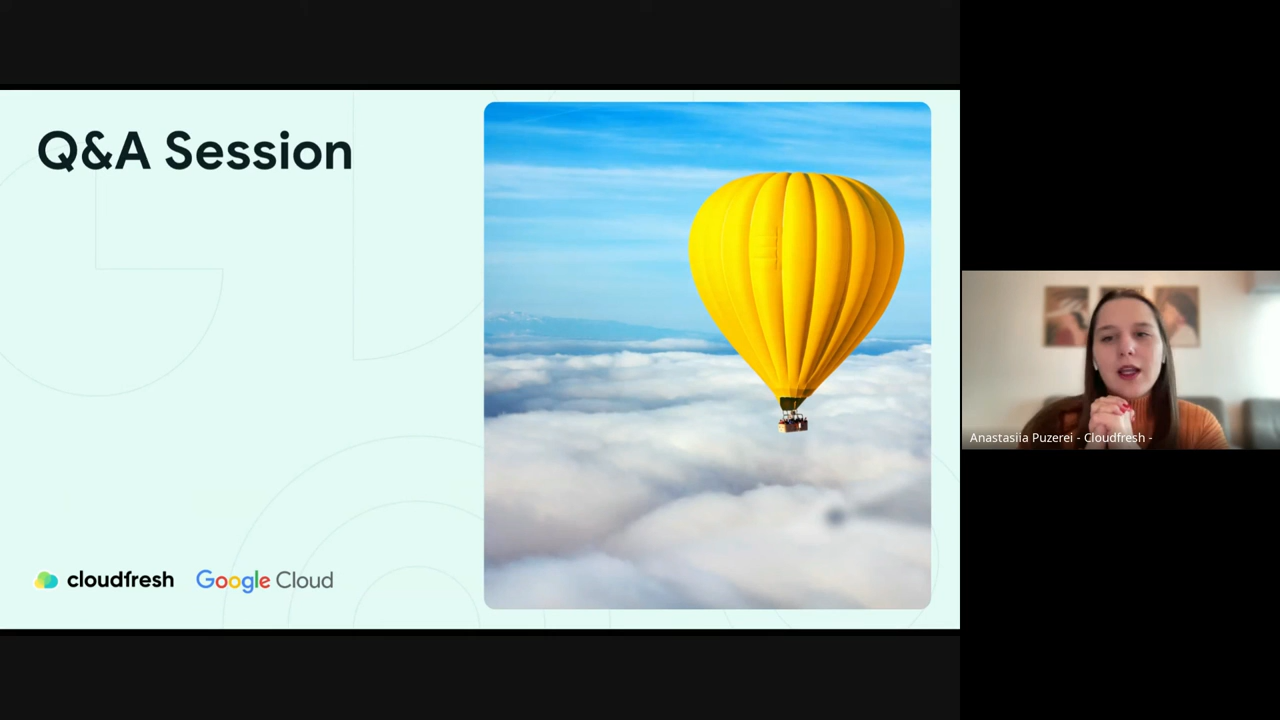 Q&A Session
cloudfresh
Google Cloud
Anastasiia Puzerei - Cloudfresh -